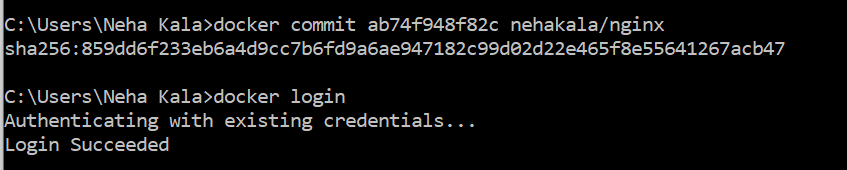 C:\Users\Neha Kala>docker commit ab74f948f82c nehakala/nginx
sha256:859dd6f233eb6a4d9cc7b6fd9a6ae947182c99d02d22e465f8e55641267acb47
C:\Users\Neha Kala>docker login
Authenticating with existing credentials...
Login Succeeded